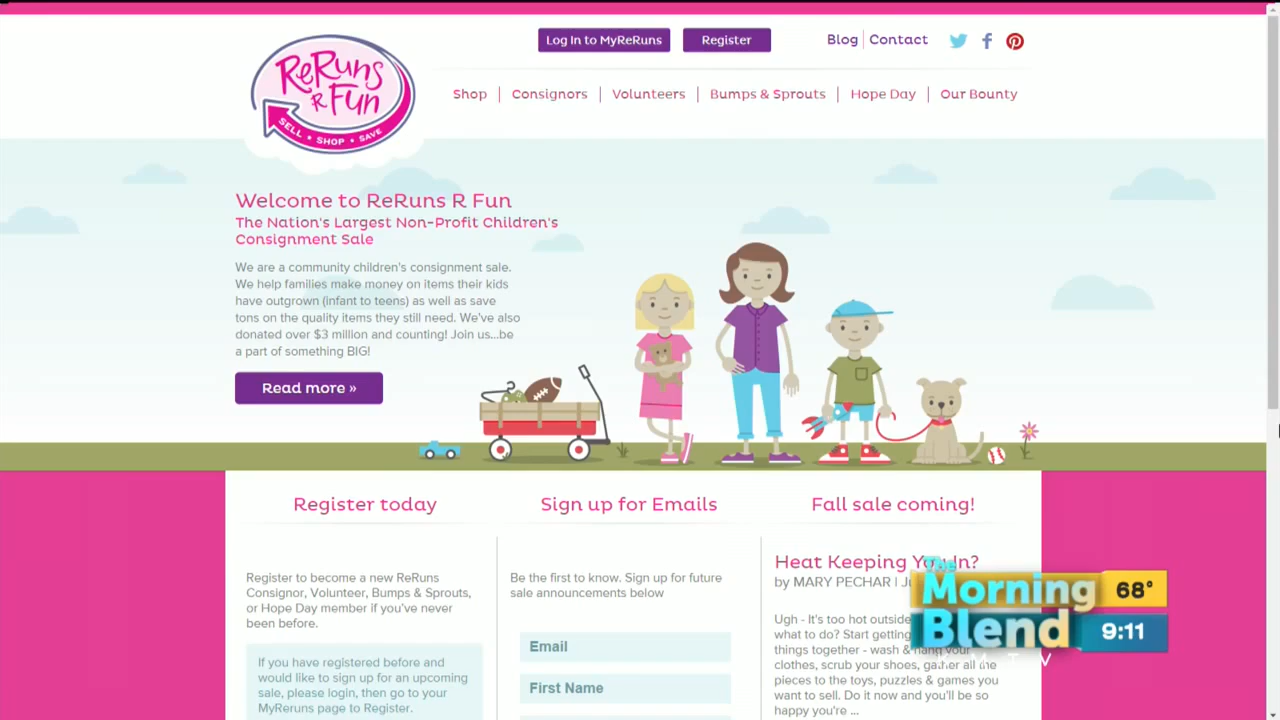 Log In to MyReRuns
Register
Blog
Contact
ReRuns
R Fun
SELL • SHOP • SAVE
Shop
Consignors
Volunteers
Bumps & Sprouts
Hope Day
Our Bounty
Welcome to ReRuns R Fun
The Nation's Largest Non-Profit Children's
Consignment Sale
We are a community children's consignment sale.
We help families make money on items their kids
have outgrown (infant to teens) as well as save
tons on the quality items they still need. We've also
donated over $3 million and counting! Join us...be
a part of something BIG!
Read more »
Register today
Register to become a new ReRuns
Consignor, Volunteer, Bumps & Sprouts,
or Hope Day member if you've never
been before.
If you have registered before and
would like to sign up for an upcoming
sale, please login, then go to your
MyReruns page to Register.
Sign up for Emails
Be the first to know. Sign up for future
sale announcements below
Email
First Name
Fall sale coming!
Heat Keeping You In?
by MARY PECHAR |
Ugh - It's too hot outside
what to do? Start getting
things together - wash & hang your
clothes, scrub your shoes, gather all the
pieces to the toys, puzzles & games you
want to sell. Do it now and you'll be so
happy you're ...
The
Morning
Blend
68°
9:11